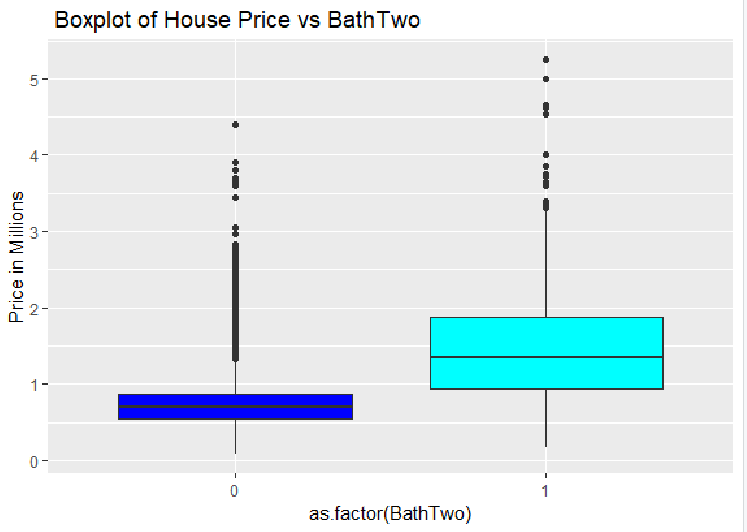 Boxplot of House Price vs BathTwo
Price in Millions
5
4
3
2
1
0
0 1
as.factor(BathTwo)